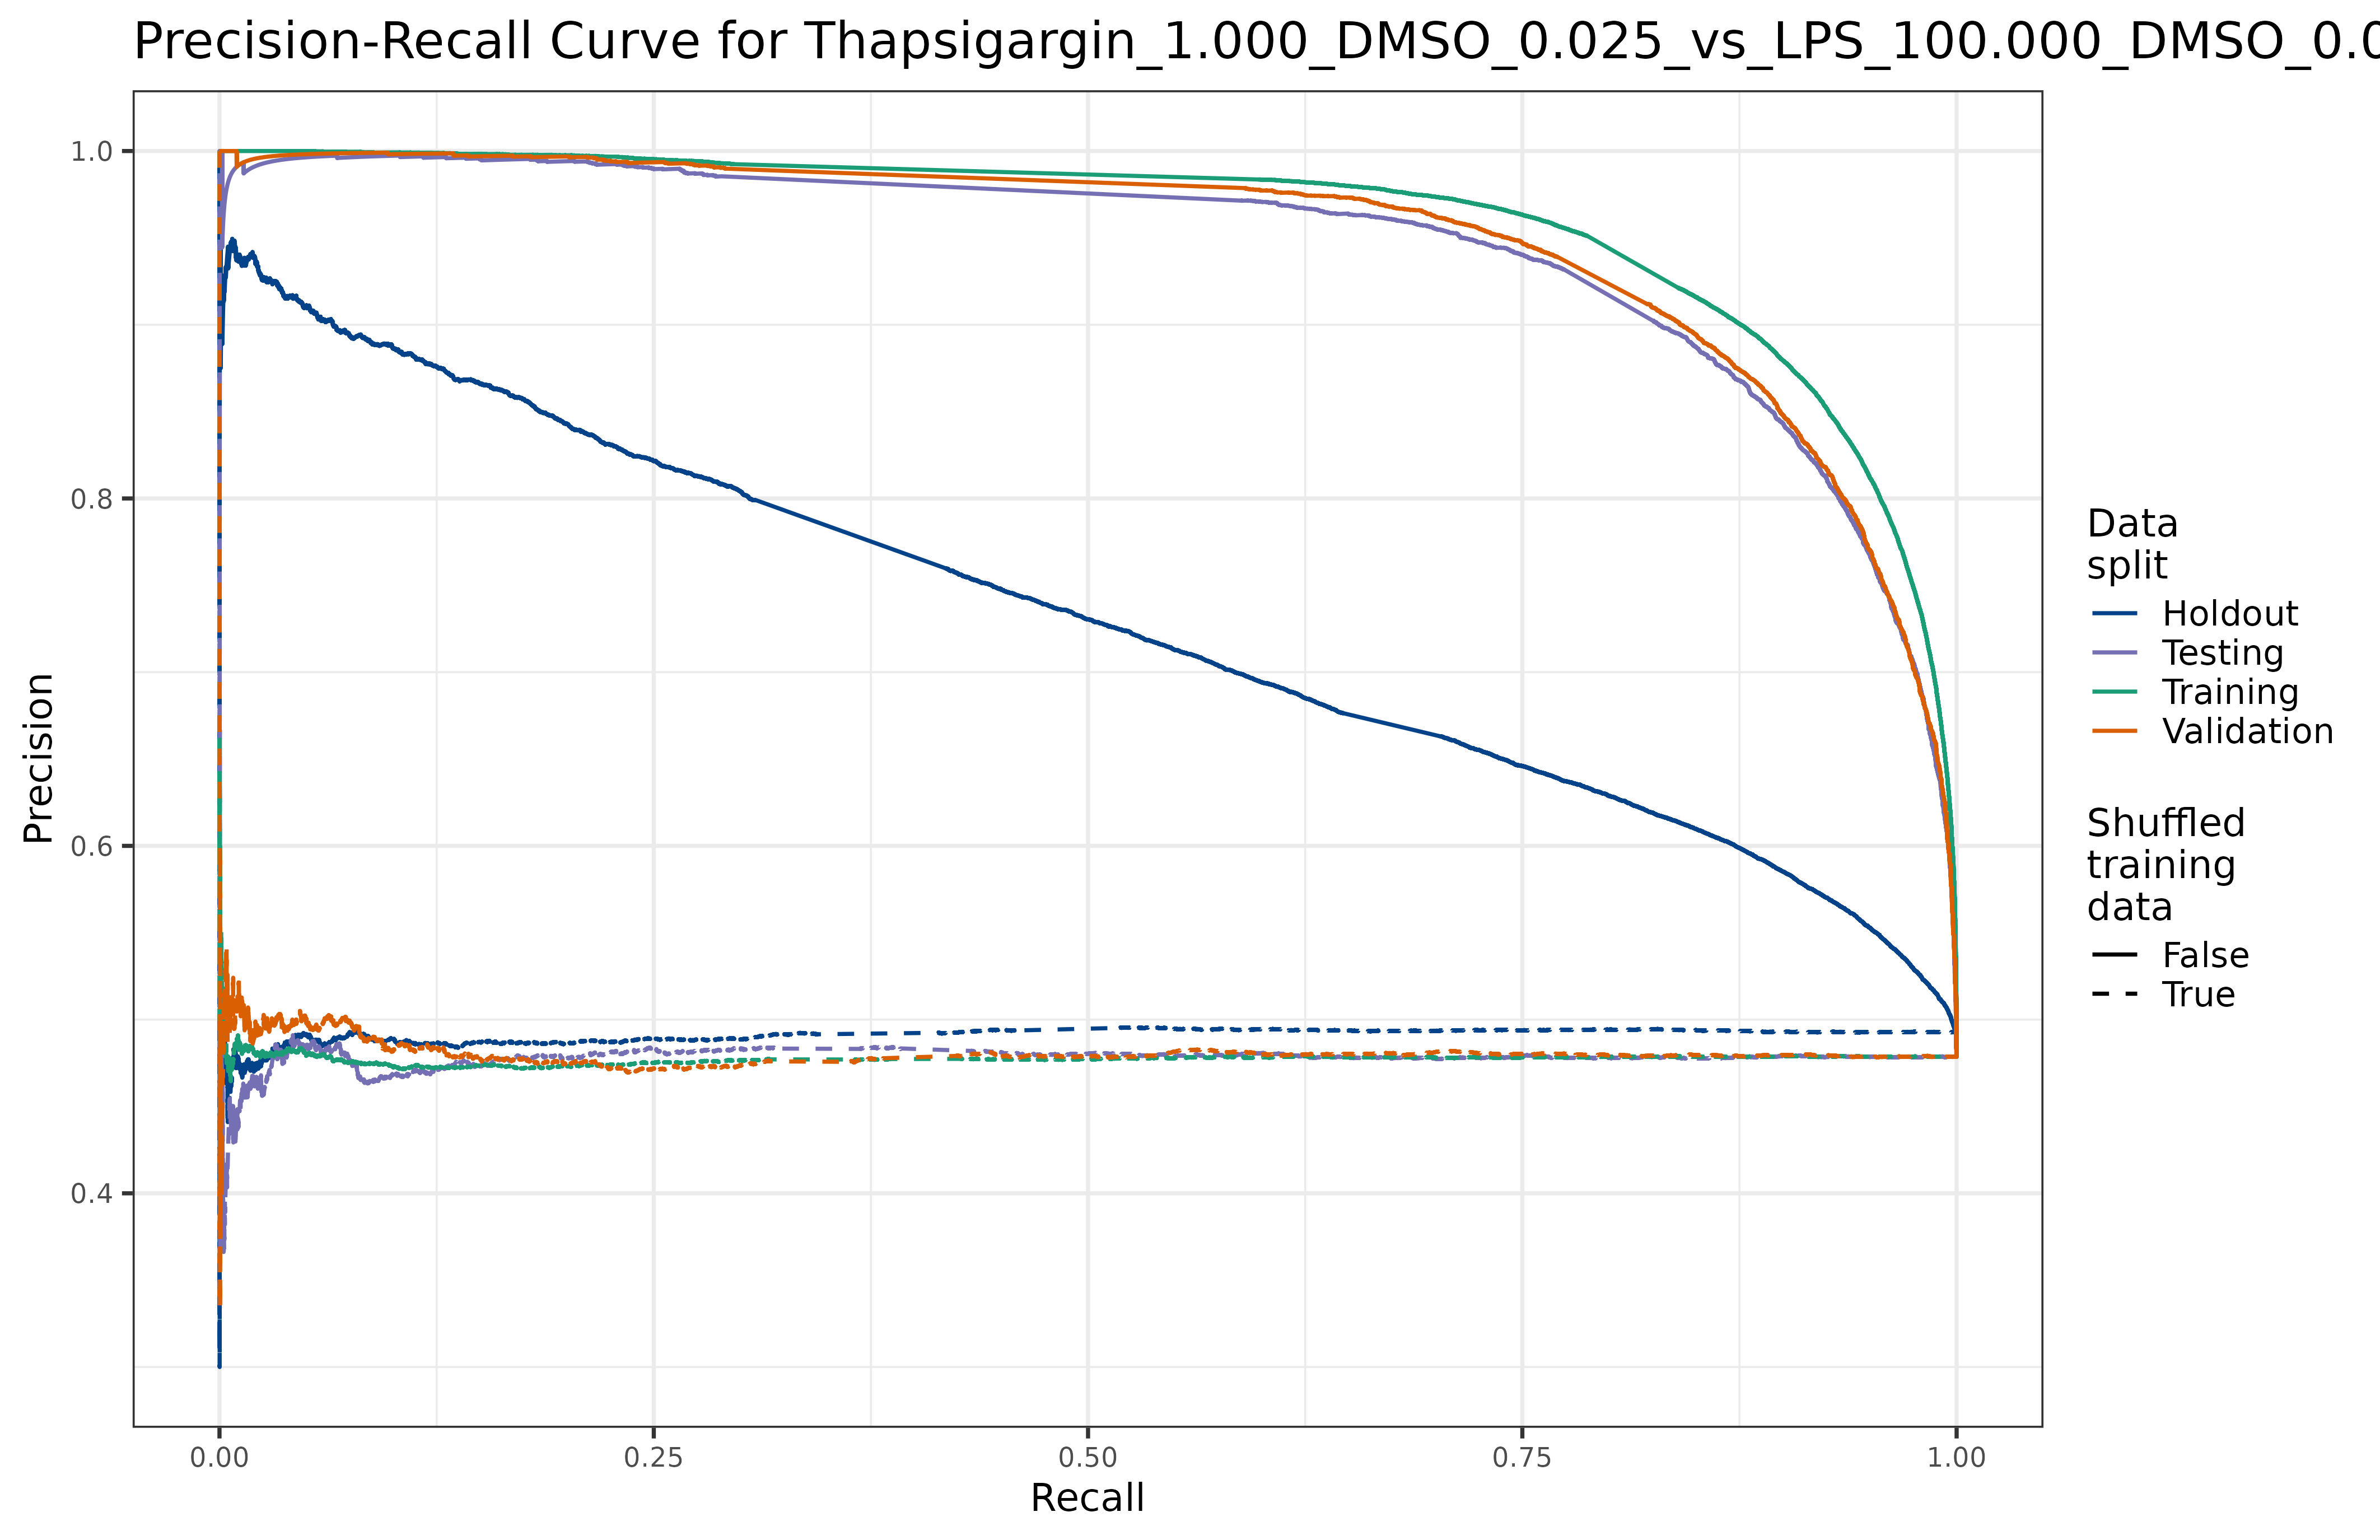 Precision-Recall Curve for Thapsigargin_1.000_DMSO_0.025_vs_LPS_100.000_DMSO_0.0
1.0
0.8
0.6
0.4
Precision
0.00
0.25
0.50
0.75
1.00
Recall
Data
split
Holdout
Testing
Training
Validation
Shuffled
training
data
False
True